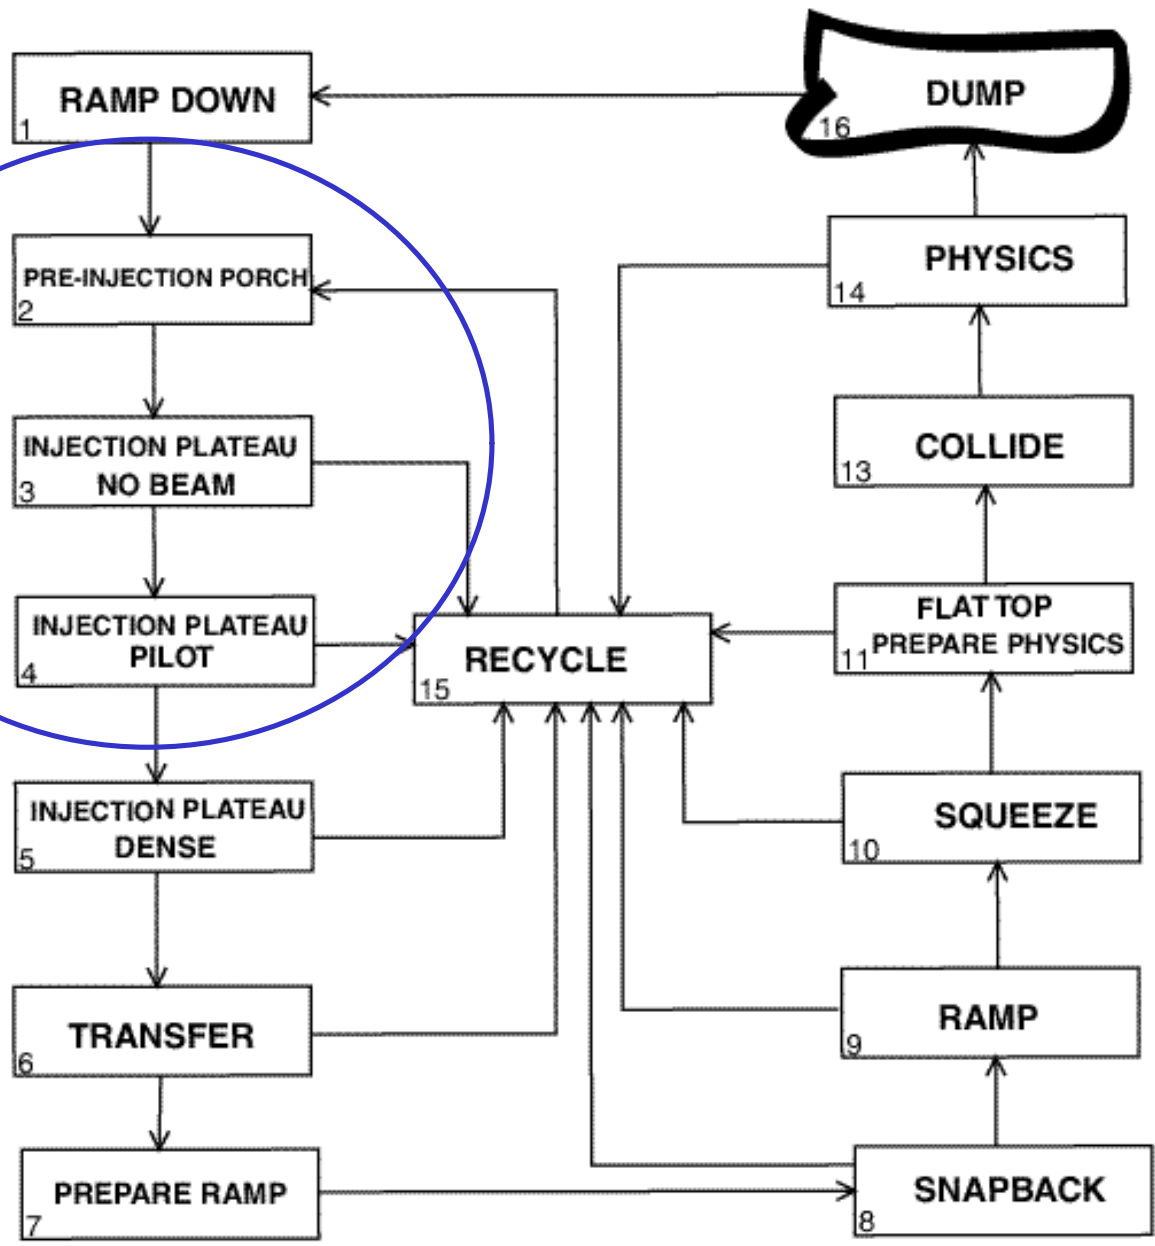 RAMP DOWN
1
DUMP
16
PRE-INJECTION PORCH
2
PHYSICS
14
INJECTION PLATEAU
NO BEAM
3
COLLIDE
13
INJECTION PLATEAU
PILOT
4
RECYCLE
15
FLAT TOP
PREPARE PHYSICS
11
INJECTION PLATEAU
DENSE
5
SQUEEZE
10
TRANSFER
6
RAMP
9
PREPARE RAMP
7
SNAPBACK
8